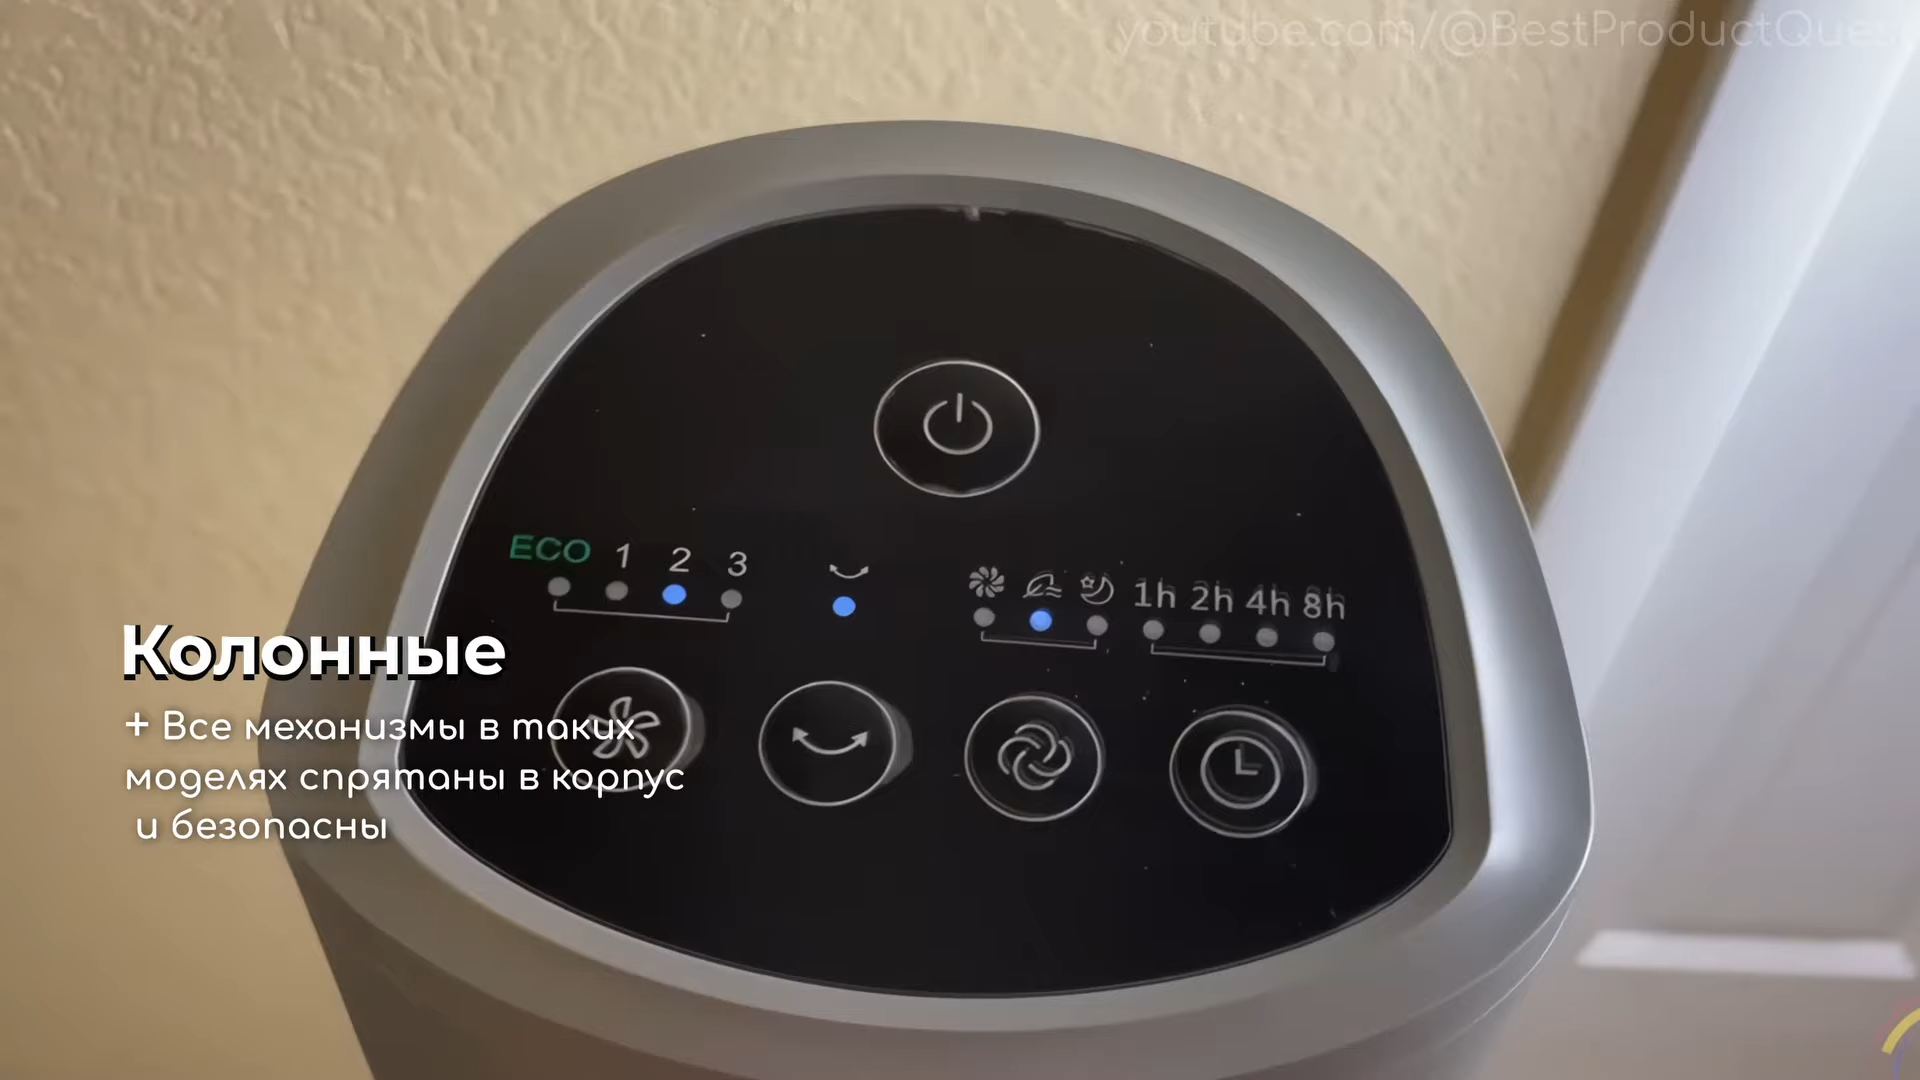 youtube.com/@BestProductQues
ECO 1 2 3
1h 2h 4h 8h
Колонные
+ Все механизмы в таких
моделях спрятаны в корпус
и безопасны